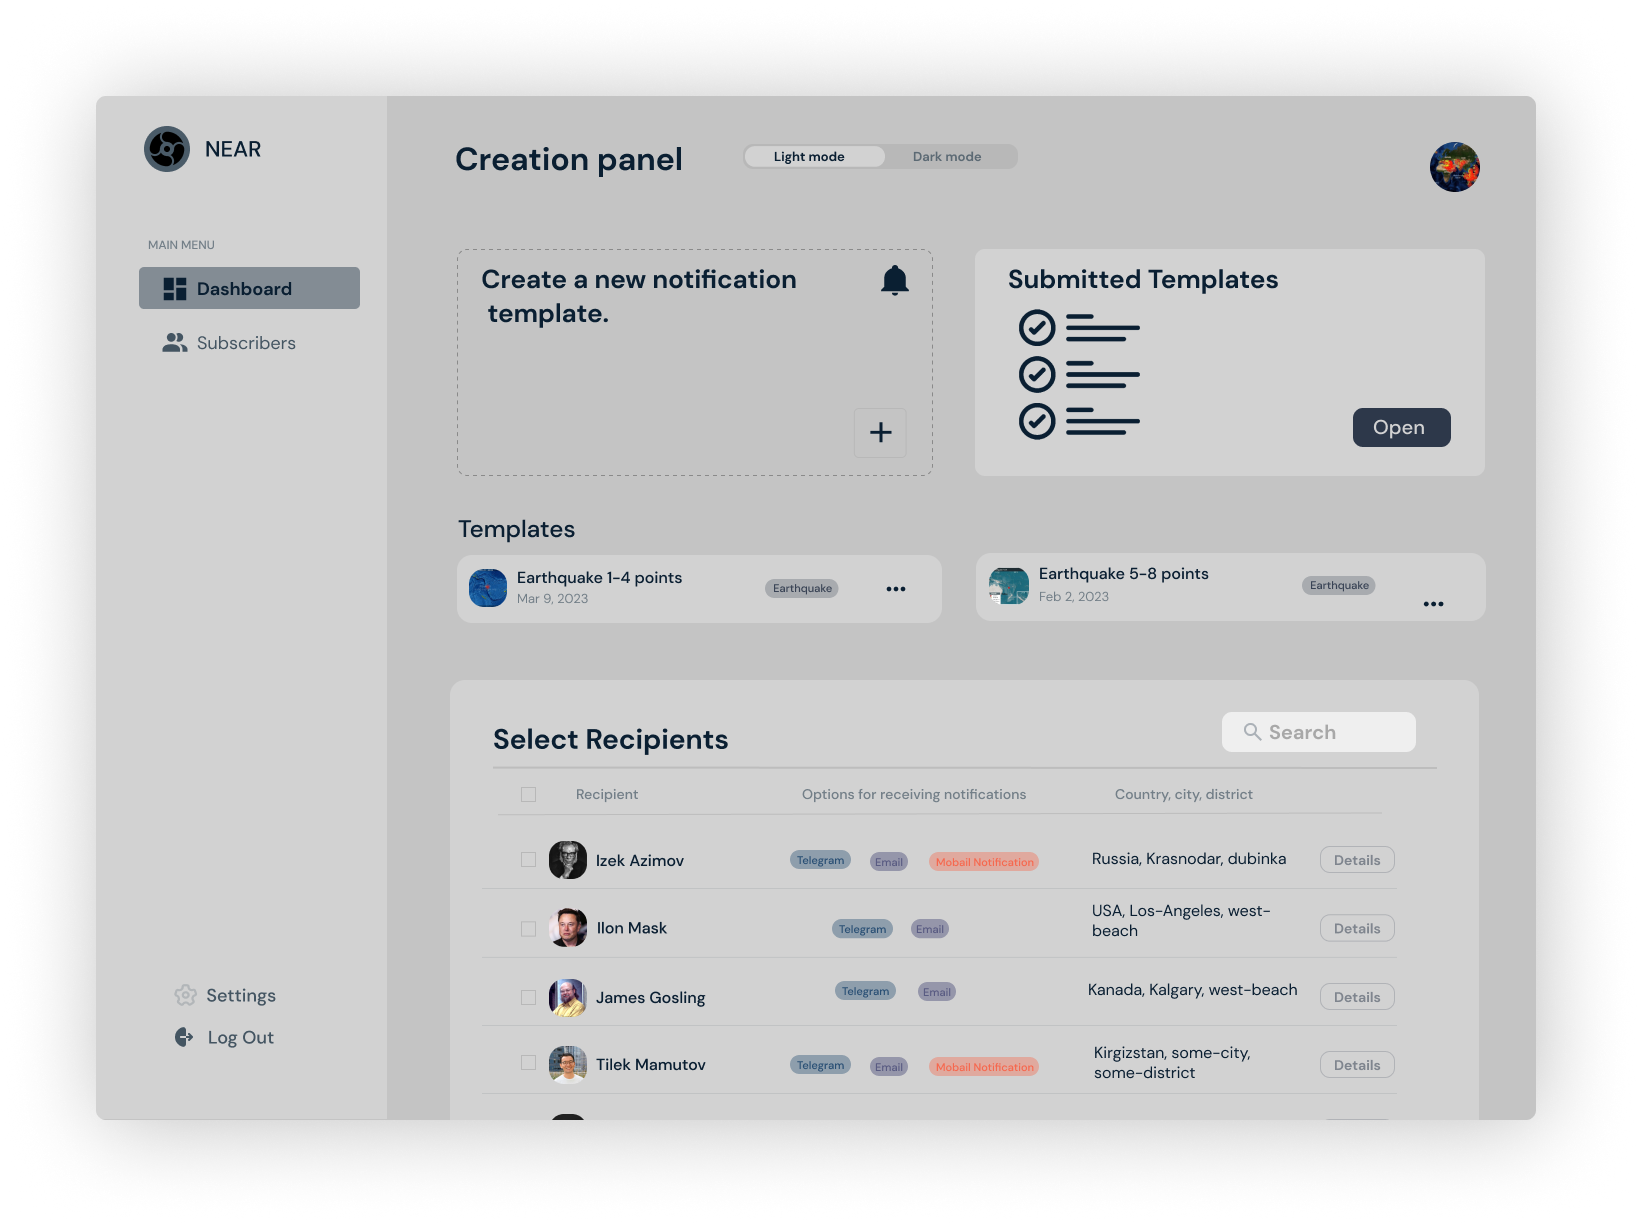 NEAR
Creation panel
Light mode
Dark mode
MAIN MENU
Dashboard
Subscribers
Create a new notification
template.
Submitted Templates
Open
Templates
Earthquake 1-4 points
Mar 9, 2023
Earthquake
Earthquake 5-8 points
Feb 2, 2023
Earthquake
Select Recipients
Search
Recipient
Options for receiving notifications
Country, city, district
Izek Azimov
Telegram
Email
Mobail Notification
Russia, Krasnodar, dubinka
Details
Ilon Mask
Telegram
Email
USA, Los-Angeles, west-
beach
Details
James Gosling
Telegram
Email
Kanada, Kalgary, west-beach
Details
Tilek Mamutov
Telegram
Email
Mobail Notification
Kirgizstan, some-city,
some-district
Details
Settings
Log Out